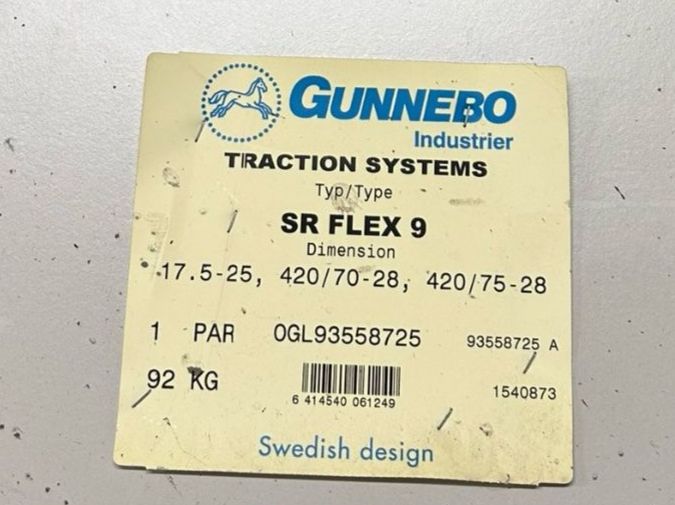 GUNNEBO
Industrier
TRACTION SYSTEMS
Typ/Type
SR FLEX 9
Dimension
17.5-25, 420/70-28, 420/75-28
1 PAR OGL93558725 93558725 A
92 KG 1540873
6 414540 061249
Swedish design